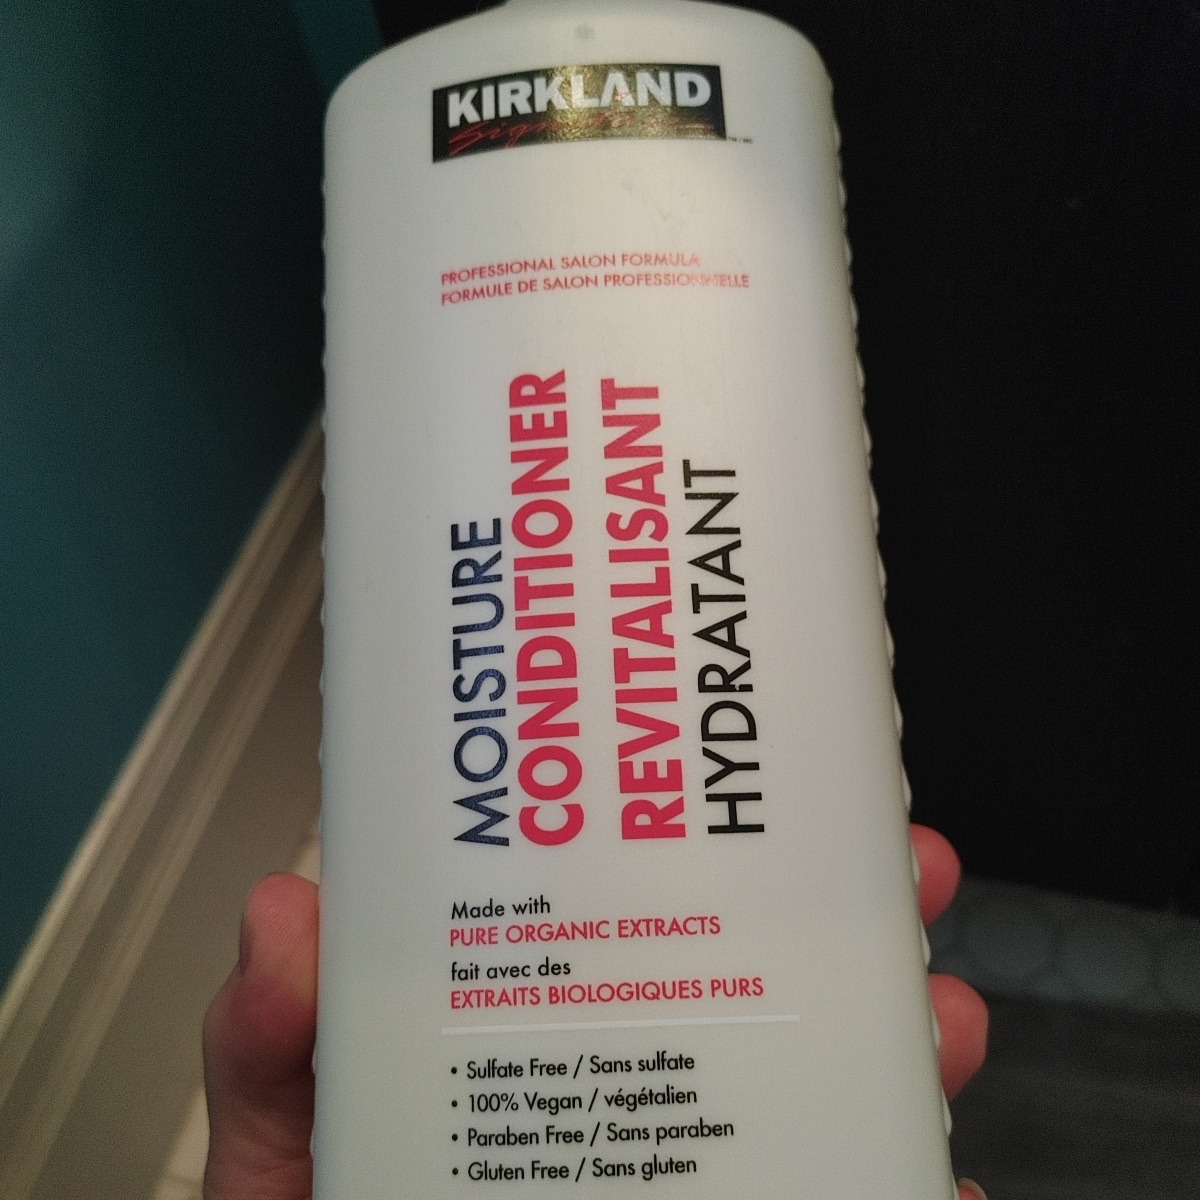 KIRKLAND
Signature
PROFESSIONAL SALON FORMULA
FORMULE DE SALON PROFESSIONNELLE
MOISTURE
CONDITIONER
REVITALISANT
HYDRATANT
Made with
PURE ORGANIC EXTRACTS
fait avec des
EXTRAITS BIOLOGIQUES PURS
• Sulfate Free / Sans sulfate
• 100% Vegan / végétalien
• Paraben Free / Sans paraben
• Gluten Free / Sans gluten